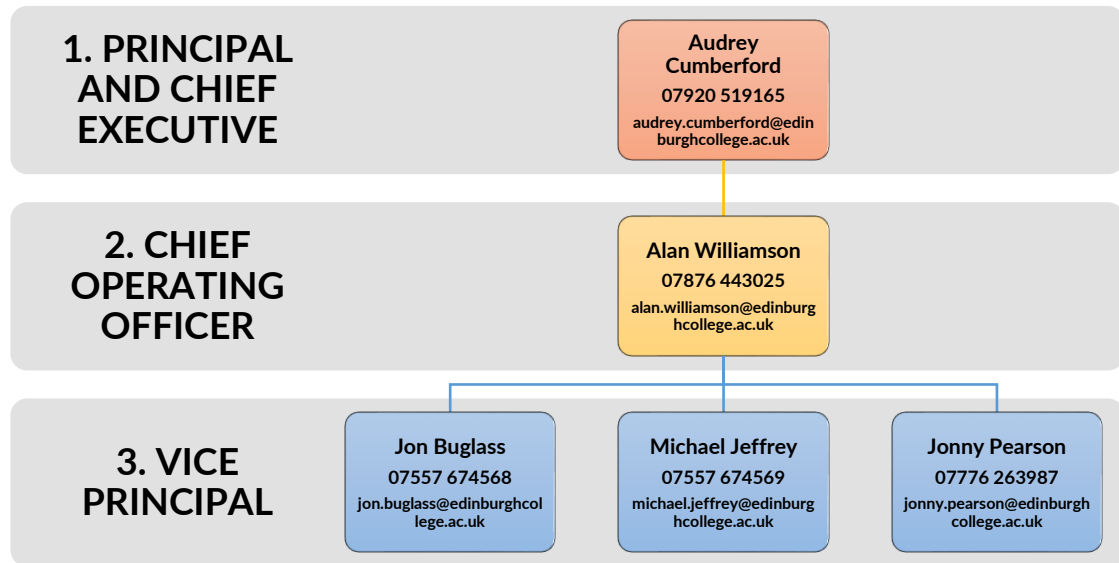 1. PRINCIPAL
AND CHIEF
EXECUTIVE
Audrey
Cumberford
07920 519165
audrey.cumberford@edin
burghcollege.ac.uk
2. CHIEF
OPERATING
OFFICER
Alan Williamson
07876 443025
alan.williamson@edinburg
hcollege.ac.uk
3. VICE
PRINCIPAL
Jon Buglass
07557 674568
jon.buglass@edinburghcol
lege.ac.uk
Michael Jeffrey
07557 674569
michael.jeffrey@edinburg
hcollege.ac.uk
Jonny Pearson
07776 263987
jonny.pearson@edinburgh
college.ac.uk